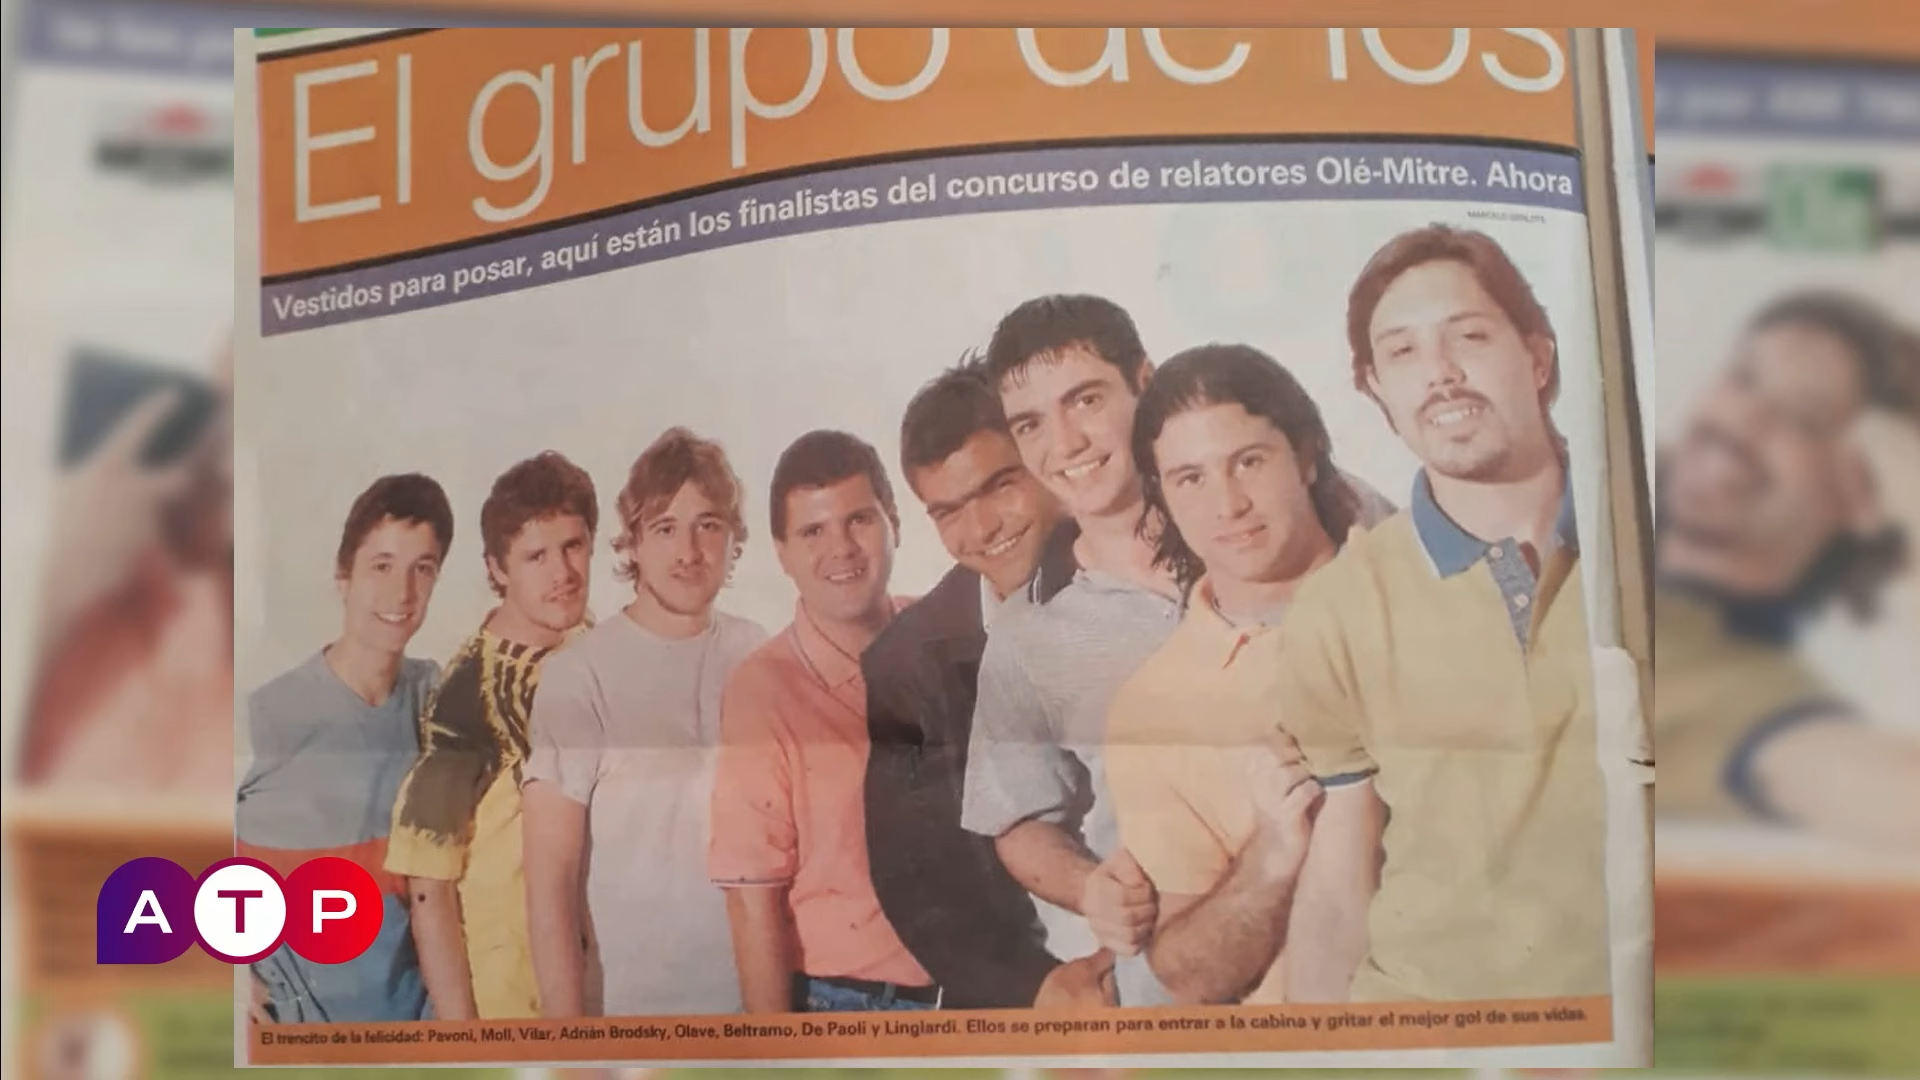 El grupo de los
Vestidos para posar, aquí están los finalistas del concurso de relatores Olé-Mitre. Ahora
El trencito de la felicidad: Pavoni, Moll, Vilar, Adrián Brodsky, Olave, Beltramo, De Paoli y Linglardi. Ellos se preparan para entrar a la cabina y gritar el mejor gol de sus vidas.
ATP